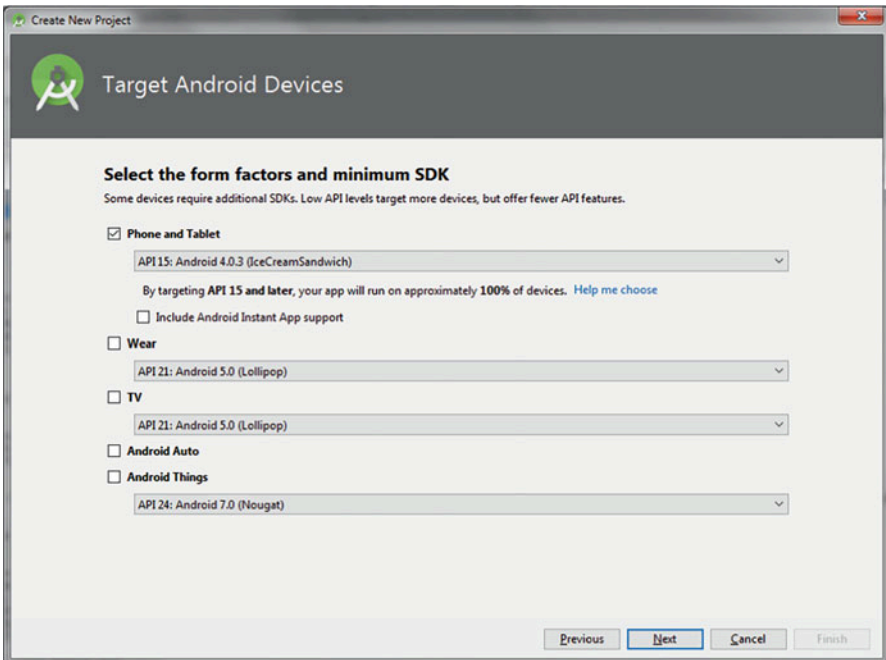 Create New Project
Target Android Devices
Select the form factors and minimum SDK
Some devices require additional SDKs. Low API levels target more devices, but offer fewer API features.
Phone and Tablet
API 15: Android 4.0.3 (IceCreamSandwich)
By targeting API 15 and later, your app will run on approximately 100% of devices. Help me choose
Include Android Instant App support
Wear
API 21: Android 5.0 (Lollipop)
TV
API 21: Android 5.0 (Lollipop)
Android Auto
Android Things
API 24: Android 7.0 (Nougat)
Previous Next Cancel Finish